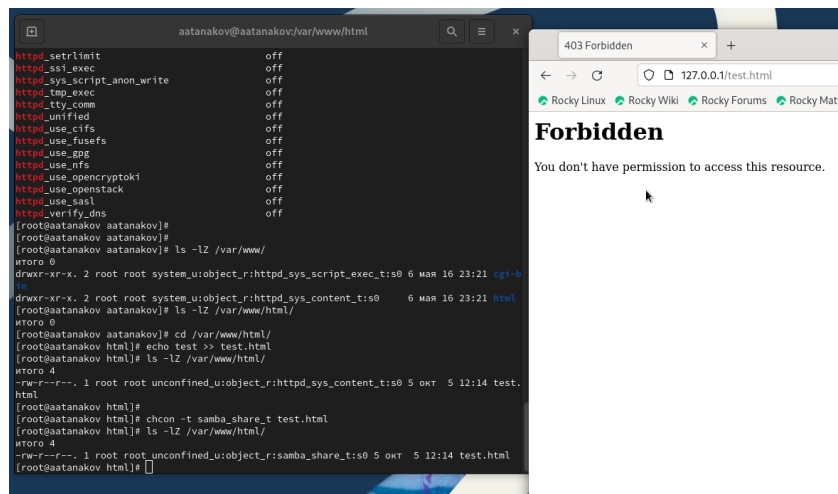 aatanakov@aatanakov:/var/www/html
httpd_setrlimit off
httpd_ssi_exec off
httpd_sys_script_anon_write off
httpd_tmp_exec off
httpd_tty_comm off
httpd_unified off
httpd_use_cifs off
httpd_use_fusefs off
httpd_use_gpg off
httpd_use_nfs off
httpd_use_opencryptoki off
httpd_use_openstack off
httpd_use_sasl off
httpd_verify_dns off
[root@aatanakov aatanakov]#
[root@aatanakov aatanakov]#
[root@aatanakov aatanakov]# ls -lZ /var/www/
итого 0
drwxr-xr-x. 2 root root system_u:object_r:httpd_sys_script_exec_t:s0 6 мая 16 23:21 cgi-b
in
drwxr-xr-x. 2 root root system_u:object_r:httpd_sys_content_t:s0 6 мая 16 23:21 html
[root@aatanakov aatanakov]# ls -lZ /var/www/html/
итого 0
[root@aatanakov aatanakov]# cd /var/www/html/
[root@aatanakov html]# echo test >> test.html
[root@aatanakov html]# ls -lZ /var/www/html/
итого 4
-rw-r--r--. 1 root root unconfined_u:object_r:httpd_sys_content_t:s0 5 окт 5 12:14 test.
html
[root@aatanakov html]#
[root@aatanakov html]# chcon -t samba_share_t test.html
[root@aatanakov html]# ls -lZ /var/www/html/
итого 4
-rw-r--r--. 1 root root unconfined_u:object_r:samba_share_t:s0 5 окт 5 12:14 test.html
[root@aatanakov html]#
403 Forbidden
127.0.0.1/test.html
Rocky Linux Rocky Wiki Rocky Forums Rocky Mat
Forbidden
You don't have permission to access this resource.